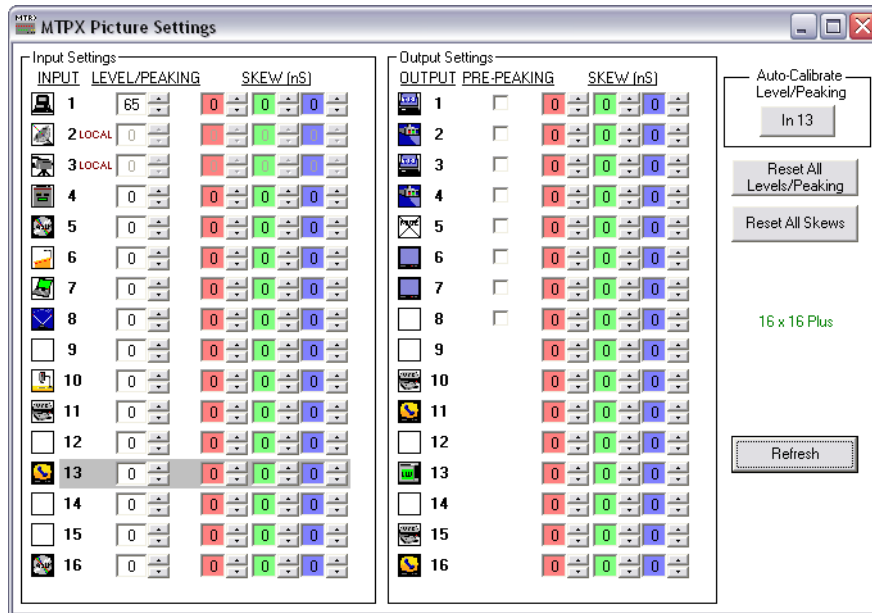 MTPX Picture Settings
Input Settings
INPUT LEVEL/PEAKING SKEW (nS)
1 65 0 0 0
2 LOCAL 0 0 0 0
3 LOCAL 0 0 0 0
4 0 0 0 0
5 0 0 0 0
6 0 0 0 0
7 0 0 0 0
8 0 0 0 0
9 0 0 0 0
10 0 0 0 0
11 0 0 0 0
12 0 0 0 0
13 0 0 0 0
14 0 0 0 0
15 0 0 0 0
16 0 0 0 0
Output Settings
OUTPUT PRE-PEAKING SKEW (nS)
1 0 0 0
2 0 0 0
3 0 0 0
4 0 0 0
5 0 0 0
6 0 0 0
7 0 0 0
8 0 0 0
9 0 0 0
10 0 0 0
11 0 0 0
12 0 0 0
13 0 0 0
14 0 0 0
15 0 0 0
16 0 0 0
Auto-Calibrate
Level/Peaking
In 13
Reset All
Levels/Peaking
Reset All Skews
16 x 16 Plus
Refresh